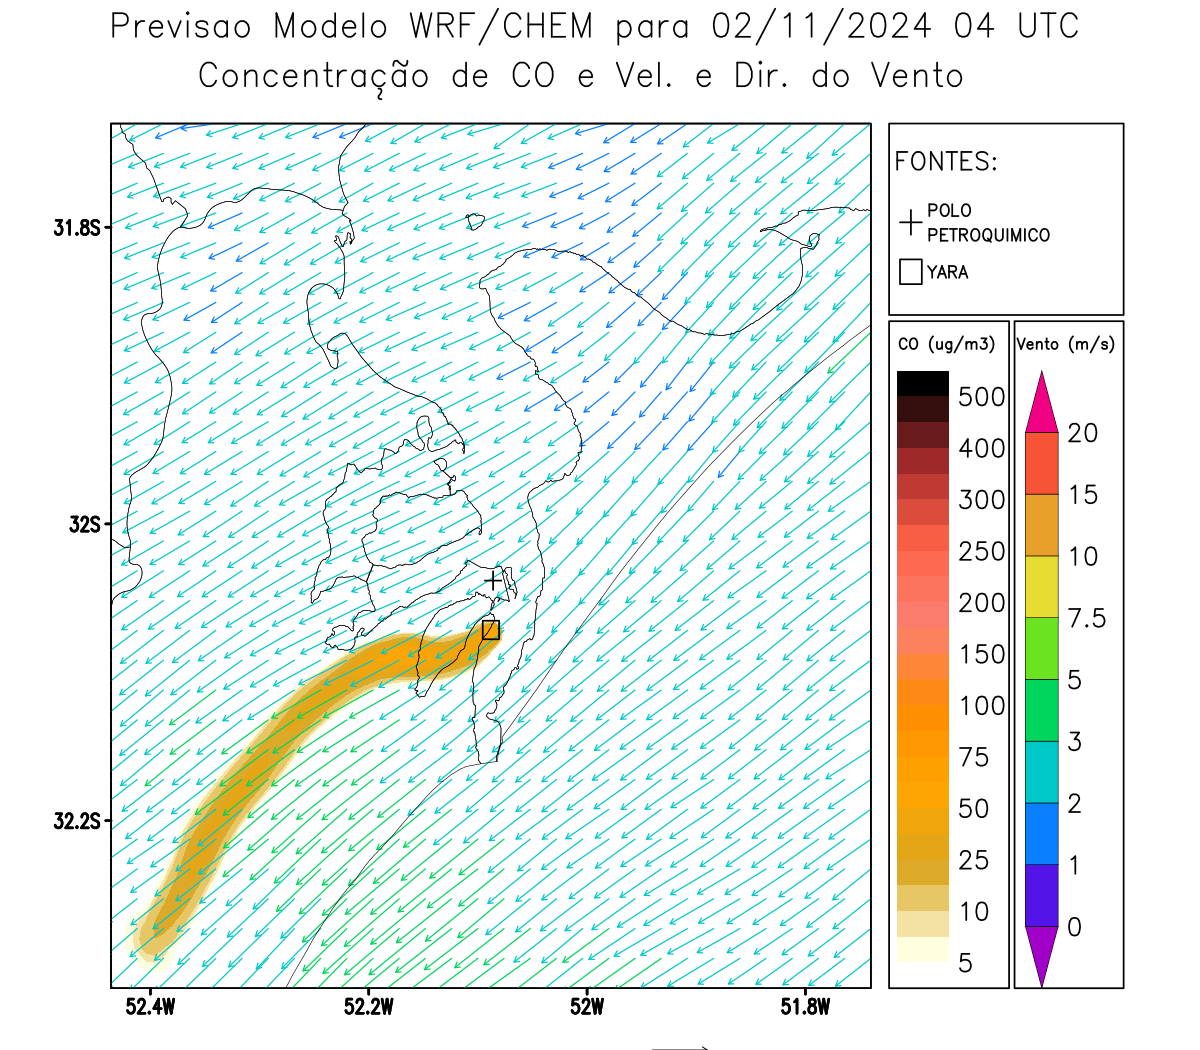 Previsao Modelo WRF/CHEM para 02/11/2024 04 UTC
Concentração de CO e Vel. e Dir. do Vento
FONTES:
POLO
PETROQUIMICO
YARA
31.8S
32S
32.2S
52.4W
52.2W
52W
51.8W
CO (ug/m3)
500
400
300
250
200
150
100
75
50
25
10
5
Vento (m/s)
20
15
10
7.5
5
3
2
1
0